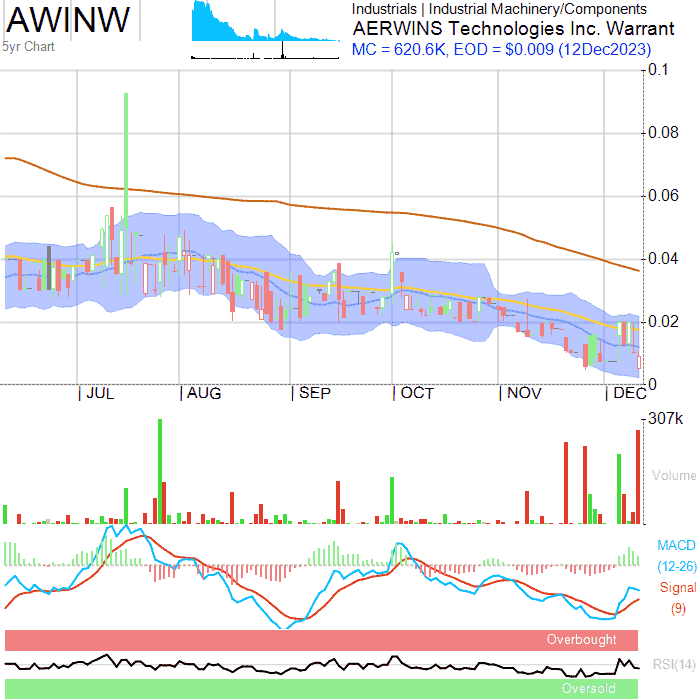 AWINW
5yr Chart
Industrials | Industrial Machinery/Components
AERWINS Technologies Inc. Warrant
MC = 620.6K, EOD = $0.009 (12Dec2023)
0.1
0.08
0.06
0.04
0.02
0
JUL
AUG
SEP
OCT
NOV
DEC
307k
Volume
MACD
(12-26)
Signal
(9)
Overbought
RSI(14)
Oversold